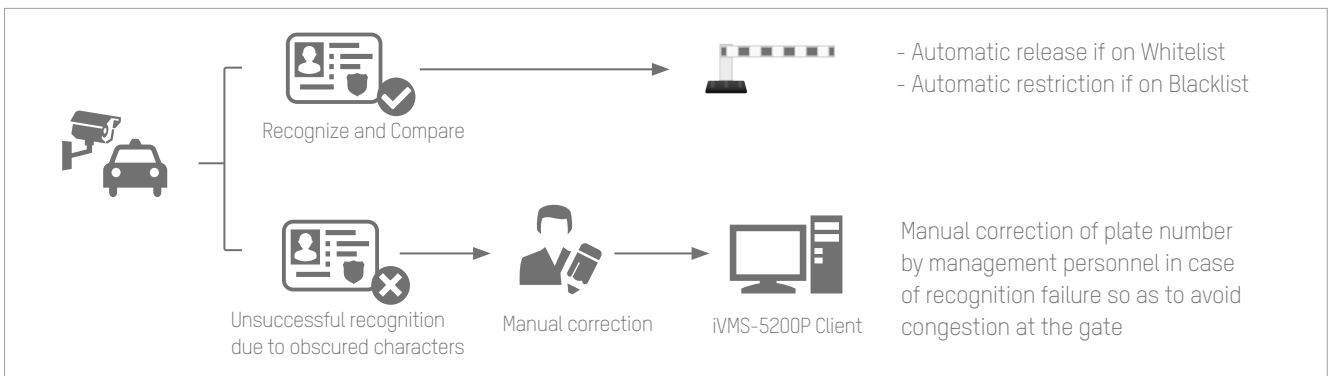 - Automatic release if on Whitelist
- Automatic restriction if on Blacklist
Recognize and Compare
Unsuccessful recognition
due to obscured characters
Manual correction
iVMS-5200P Client
Manual correction of plate number
by management personnel in case
of recognition failure so as to avoid
congestion at the gate